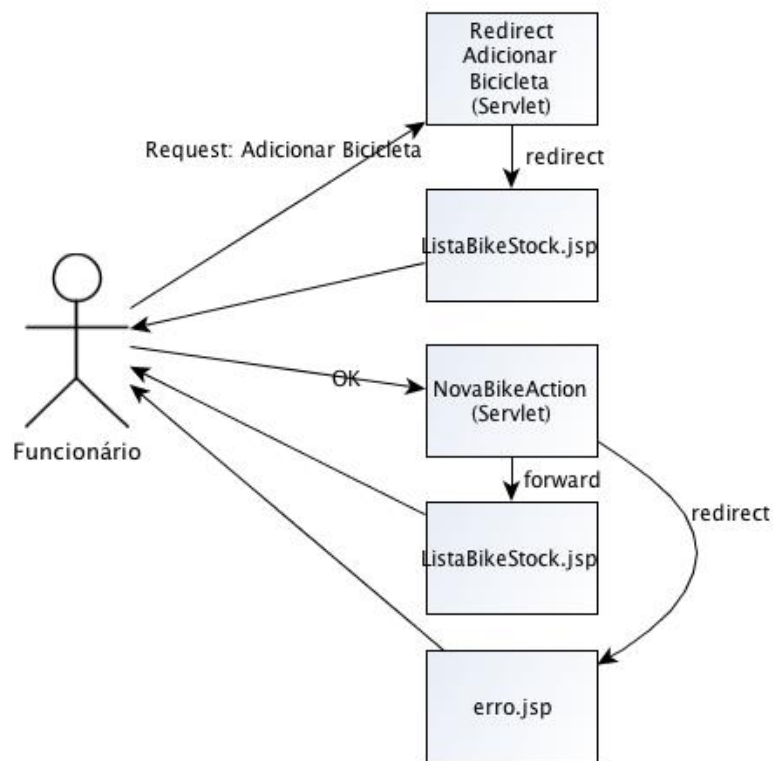 Redirect
Adicionar
Bicicleta
(Servlet)
Request: Adicionar Bicicleta
redirect
ListaBikeStock.jsp
OK
NovaBikeAction
(Servlet)
Funcionário
forward
redirect
ListaBikeStock.jsp
erro.jsp